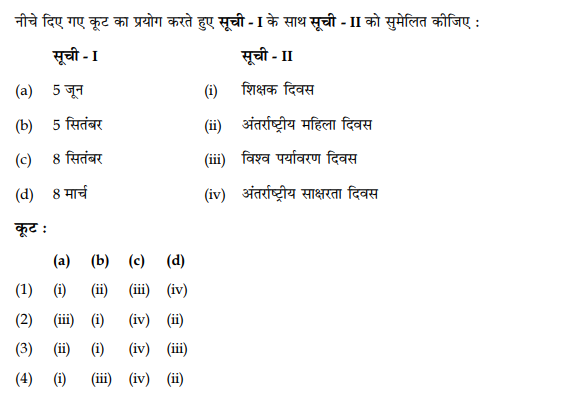 नीचे दिए गए कूट का प्रयोग करते हुए सूची - I के साथ सूची - II को सुमेलित कीजिए :
सूची - I सूची - II
(a) 5 जून (i) शिक्षक दिवस
(b) 5 सितंबर (ii) अंतर्राष्ट्रीय महिला दिवस
(c) 8 सितंबर (iii) विश्व पर्यावरण दिवस
(d) 8 मार्च (iv) अंतर्राष्ट्रीय साक्षरता दिवस
कूट :
(a) (b) (c) (d)
(1) (i) (ii) (iii) (iv)
(2) (iii) (i) (iv) (ii)
(3) (ii) (i) (iv) (iii)
(4) (i) (iii) (iv) (ii)